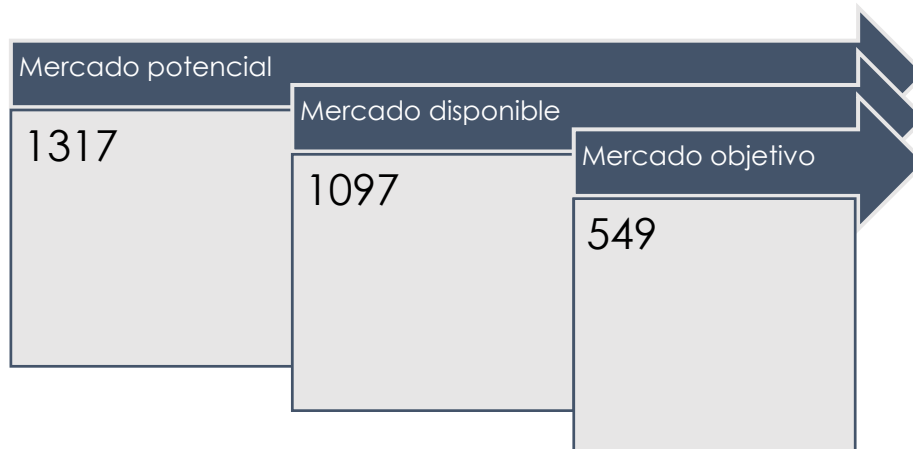 Mercado potencial
1317
Mercado disponible
1097
Mercado objetivo
549